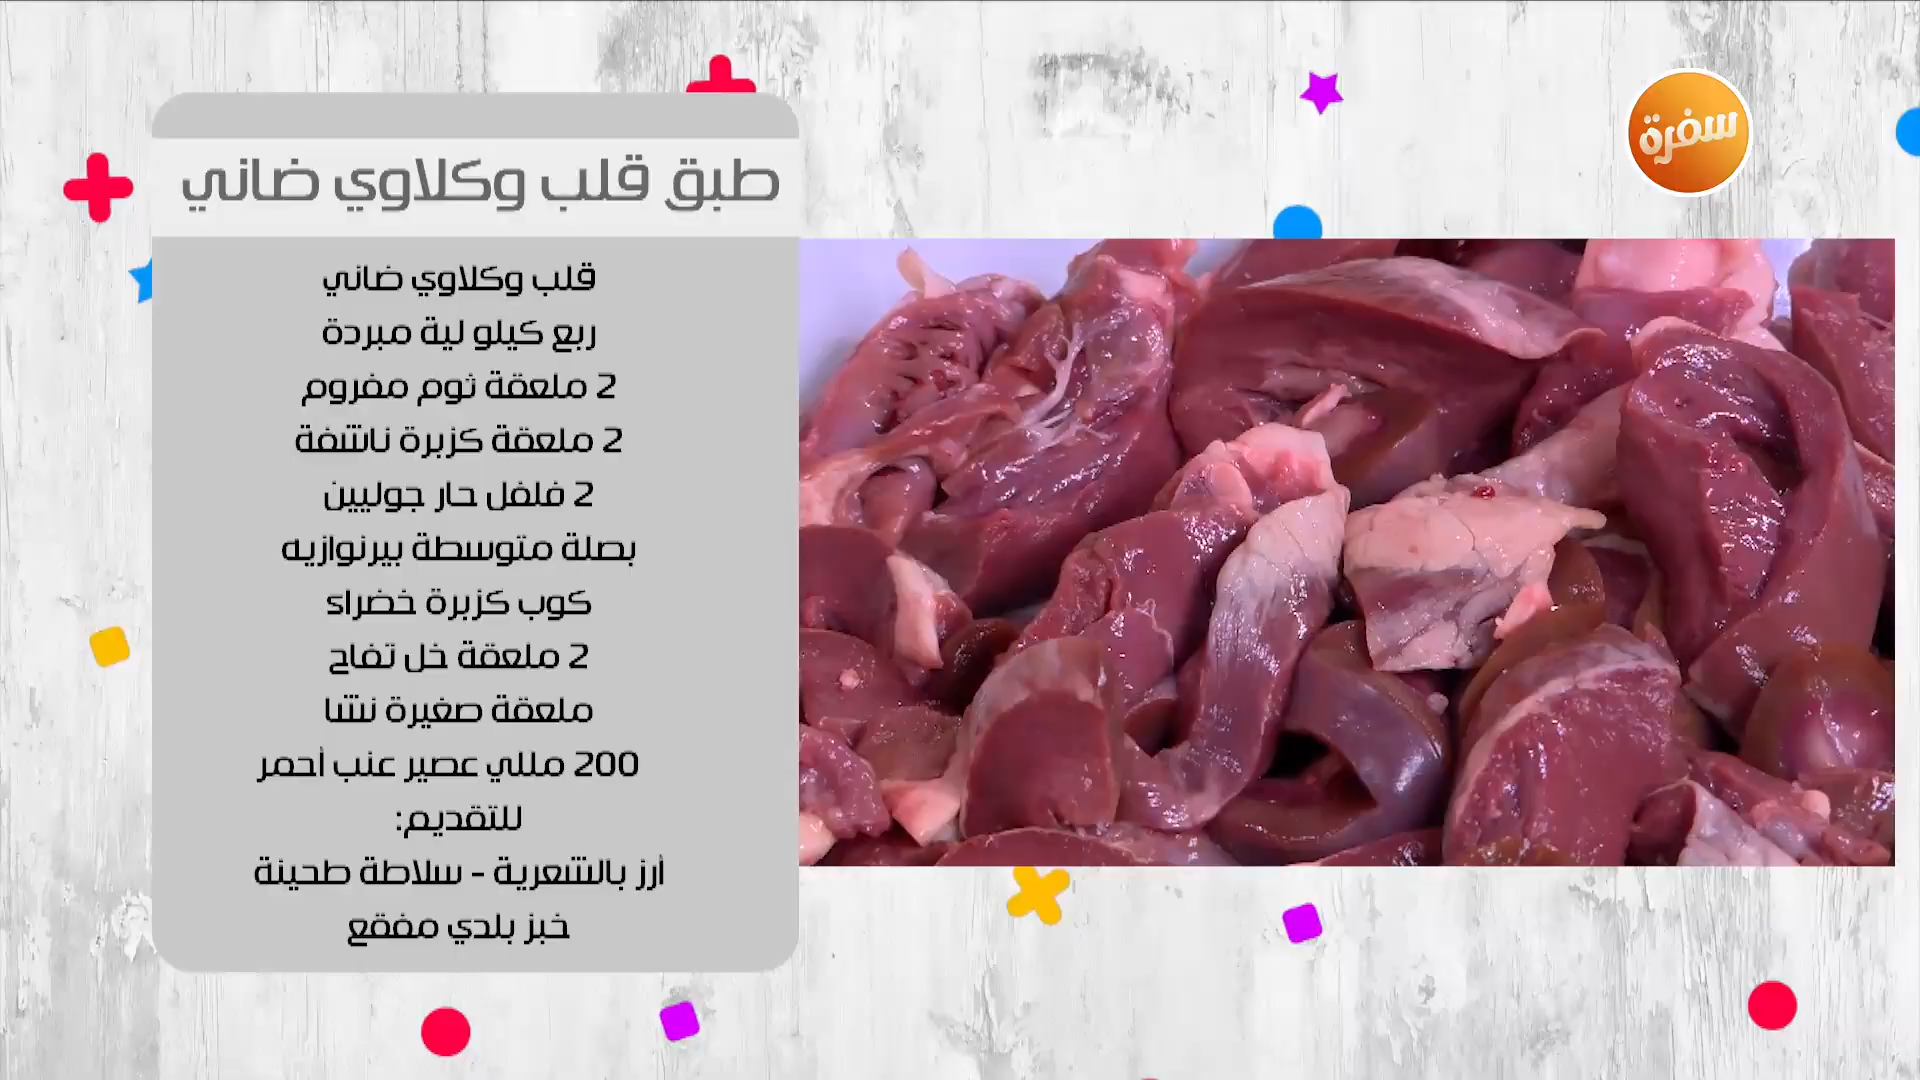 سفرة
طبق قلب وكلاوي ضاني
قلب وكلاوي ضاني
ربع كيلو لية مبردة
2 ملعقة ثوم مفروم
2 ملعقة كزبرة ناشفة
2 فلفل حار جوليين
بصلة متوسطة بيرنوازيه
كوب كزبرة خضراء
2 ملعقة خل تفاح
ملعقة صغيرة نشا
200 مللي عصير عنب أحمر
للتقديم:
أرز بالشعرية - سلاطة طحينة
خبز بلدي مفقع